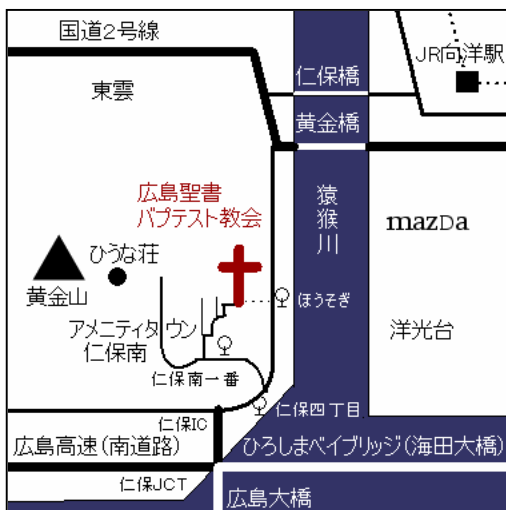 国道2号線
JR向洋駅
仁保橋
東雲
黄金橋
広島聖書
バプテスト教会
猿猴川
mazDa
ひうな荘
黄金山
ほうそぎ
アメニティタウン
仁保南
洋光台
仁保南一番
仁保四丁目
仁保IC
広島高速(南道路)
ひろしまベイブリッジ(海田大橋)
仁保JCT
広島大橋